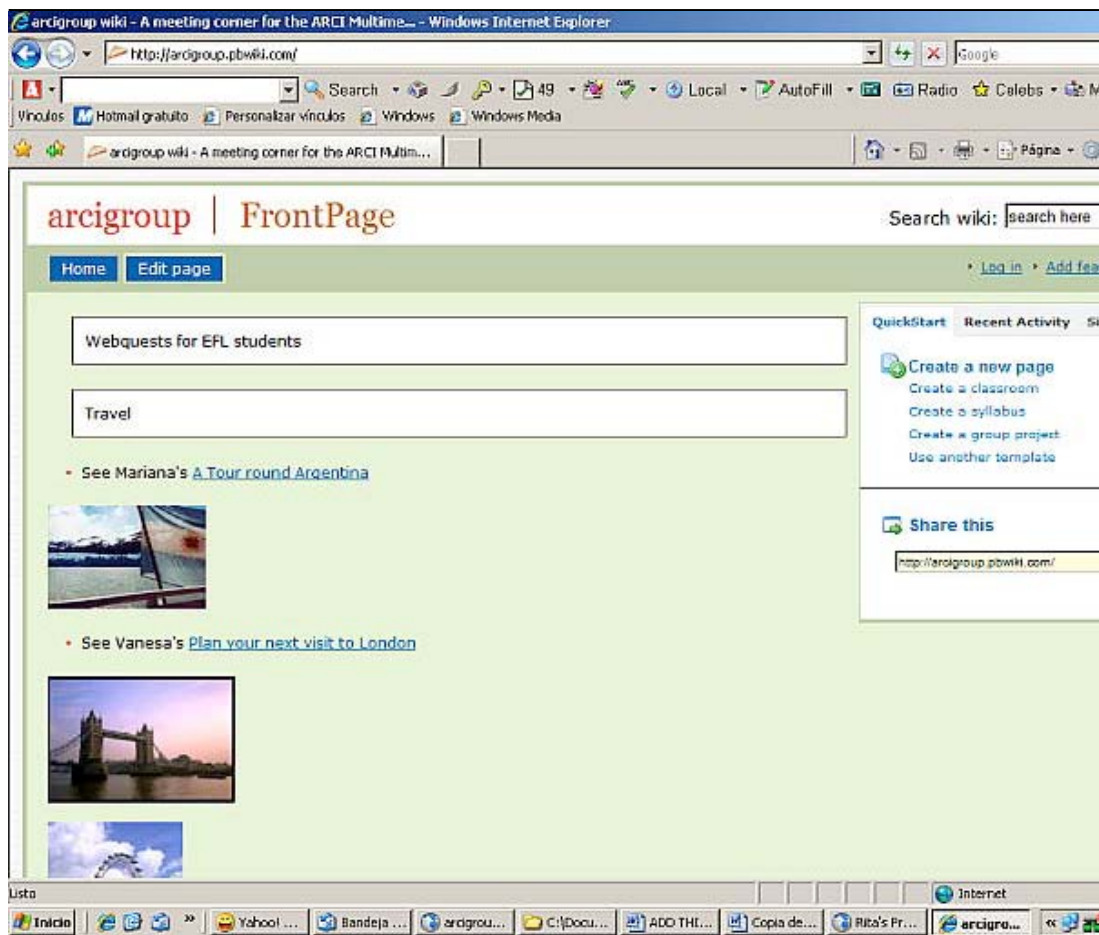 arcigroup wiki - A meeting corner for the ARCI Multime... - Windows Internet Explorer
http://arcigroup.pbwiki.com/ Google
Search 49 Local AutoFill Radio Celebs M
Vínculos Hotmail gratuito Personalizar vínculos Windows Windows Media
arcigroup wiki - A meeting corner for the ARCI Multim... Página
arcigroup | FrontPage Search wiki: search here
Home Edit page Log in Add fea
Webquests for EFL students
Travel
• See Mariana's A Tour round Argentina
• See Vanesa's Plan your next visit to London
QuickStart Recent Activity Si
Create a new page
Create a classroom
Create a syllabus
Create a group project
Use another template
Share this
http://arcigroup.pbwiki.com/
Listo Internet
Inicio » Yahoo! ... Bandeja ... arcigrou... C:\Docu... ADD THI... Copia de... Rita's Pr... arcigro... «